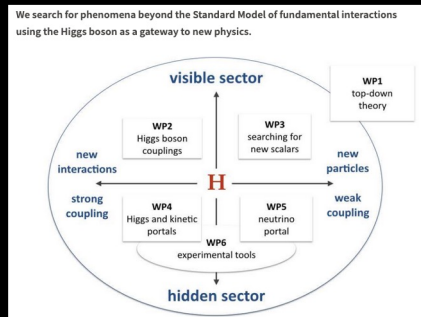 We search for phenomena beyond the Standard Model of fundamental interactions
using the Higgs boson as a gateway to new physics.
visible sector
WP1
top-down
theory
WP2
Higgs boson
couplings
WP3
searching for
new scalars
new
interactions
new
particles
H
strong
coupling
weak
coupling
WP4
Higgs and kinetic
portals
WP5
neutrino
portal
WP6
experimental tools
hidden sector